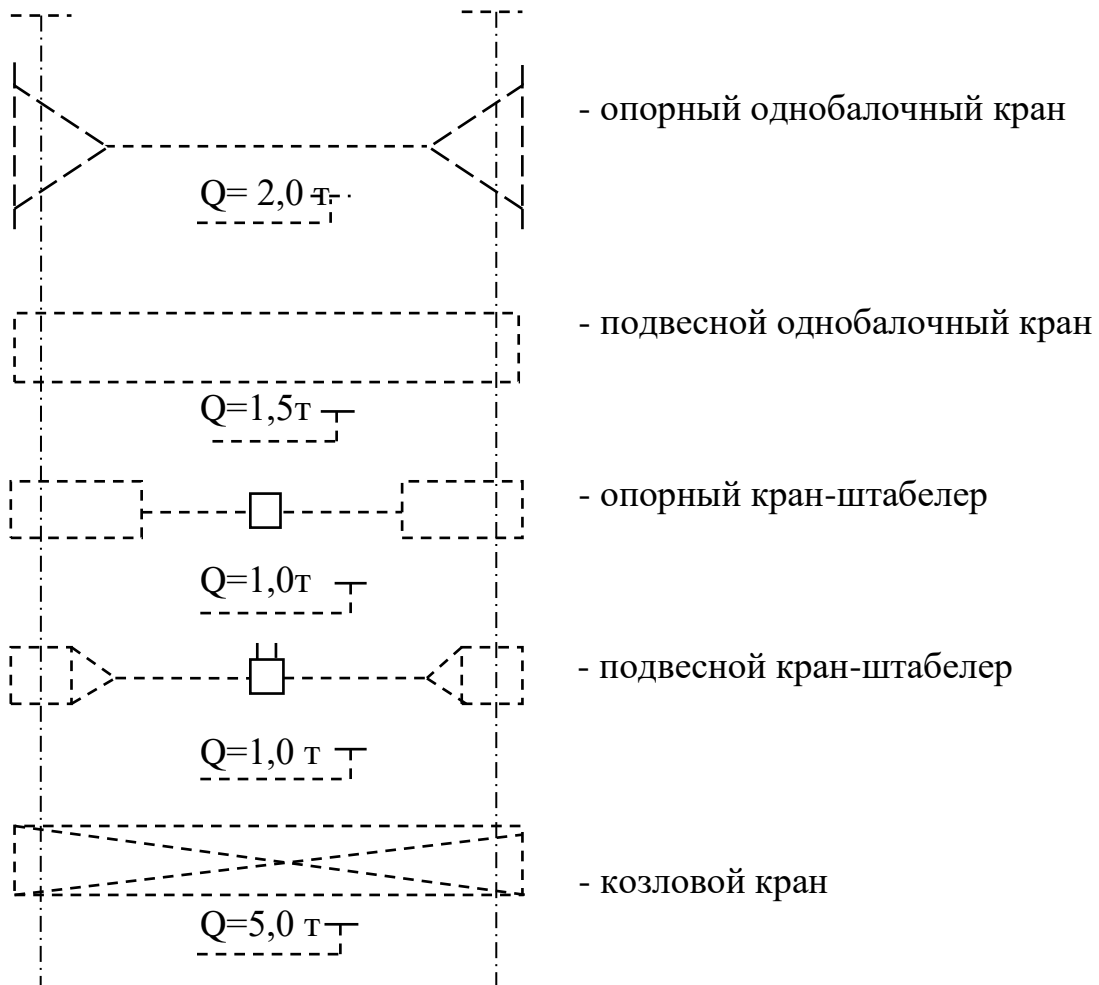 - опорный однобалочный кран
Q= 2,0 т
- подвесной однобалочный кран
Q=1,5т
- опорный кран-штабелер
Q=1,0т
- подвесной кран-штабелер
Q=1,0 т
- козловой кран
Q=5,0 т